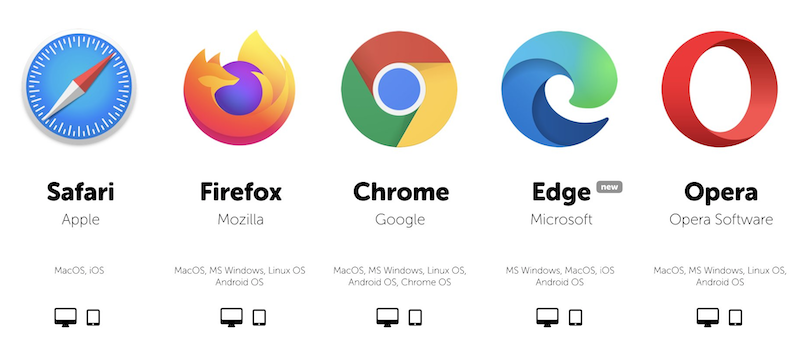 Safari
Apple
MacOS, iOS
Firefox
Mozilla
MacOS, MS Windows, Linux OS
Android OS
Chrome
Google
MacOS, MS Windows, Linux OS,
Android OS, Chrome OS
Edge new
Microsoft
MS Windows, MacOS, iOS
Android OS
Opera
Opera Software
MacOS, MS Windows, Linux OS,
Android OS